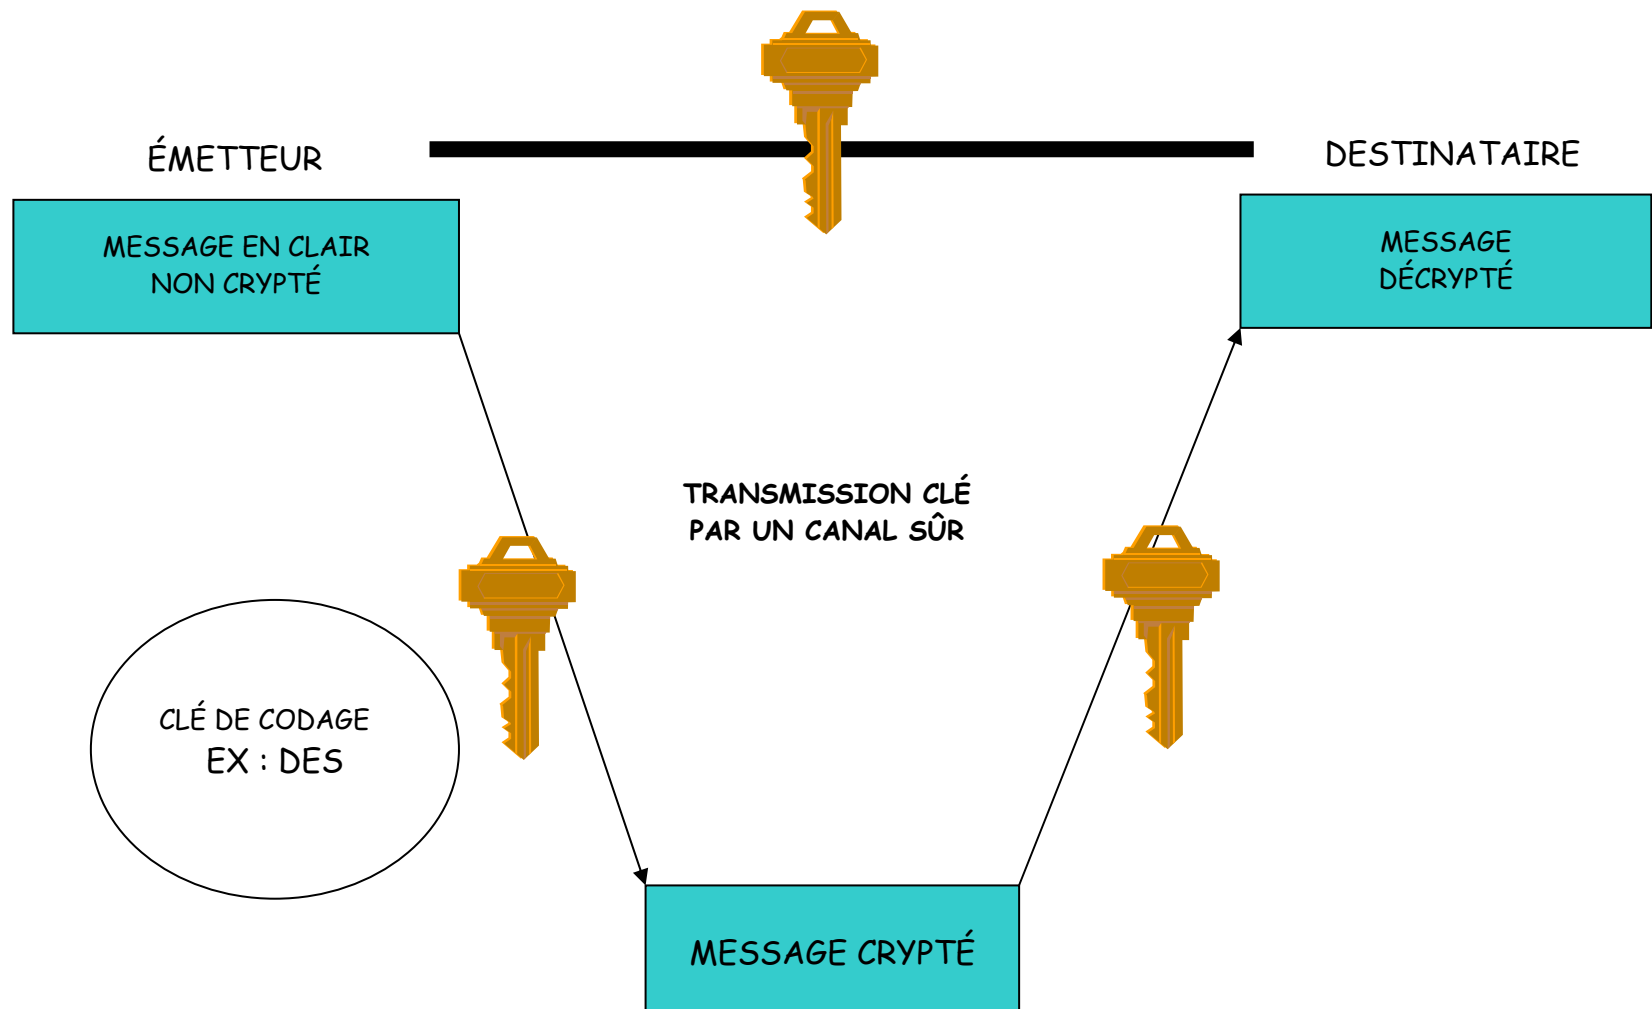 ÉMETTEUR
DESTINATAIRE
MESSAGE EN CLAIR
NON CRYPTÉ
MESSAGE
DÉCRYPTÉ
TRANSMISSION CLÉ
PAR UN CANAL SÛR
CLÉ DE CODAGE
EX : DES
MESSAGE CRYPTÉ